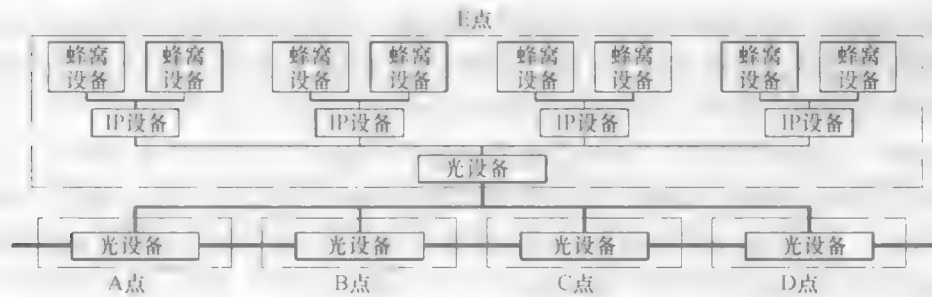 E点
蜂窝 蜂窝 蜂窝 蜂窝 蜂窝 蜂窝 蜂窝 蜂窝
设备 设备 设备 设备 设备 设备 设备 设备
IP设备 IP设备 IP设备 IP设备
光设备
光设备 光设备 光设备 光设备
A点 B点 C点 D点